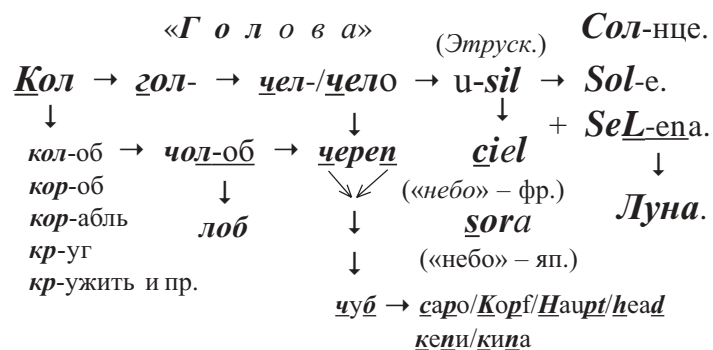 «Г о л о в а» Сол-нце.
(Этруск.)
Кол → гол- → чел-/чело → u-sil → Sol-e.
+ SeL-ena.
кол-об → чол-об → череп ciel
кор-об («небо» – фр.) Луна.
кор-абль лоб sora
кр-уг («небо» – яп.)
кр-ужить и пр.
чуб → capo/Kopf/Haupt/head
кепи/кипа